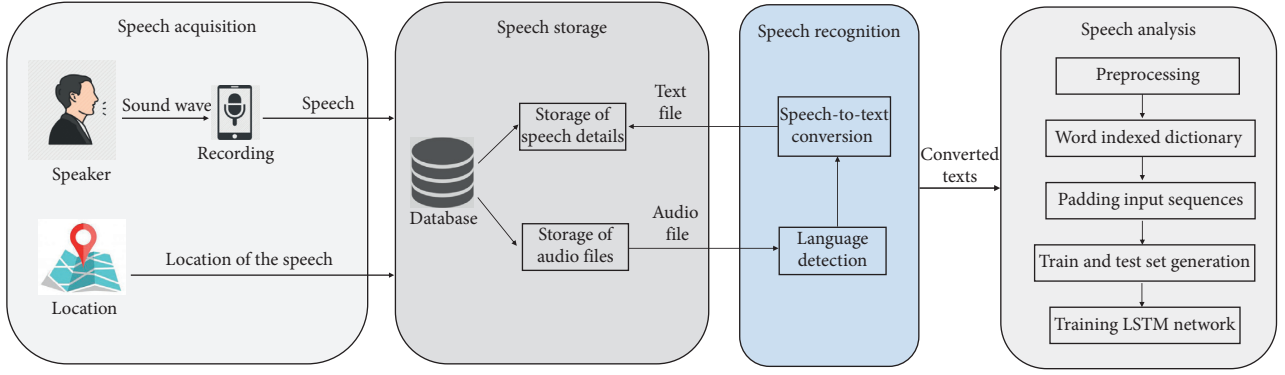 Speech acquisition
Sound wave
Speech
Recording
Speaker
Location of the speech
Location
Speech storage
Database
Storage of
speech details
Storage of
audio files
Text
file
Audio
file
Speech recognition
Speech-to-text
conversion
Language
detection
Converted
texts
Speech analysis
Preprocessing
Word indexed dictionary
Padding input sequences
Train and test set generation
Training LSTM network